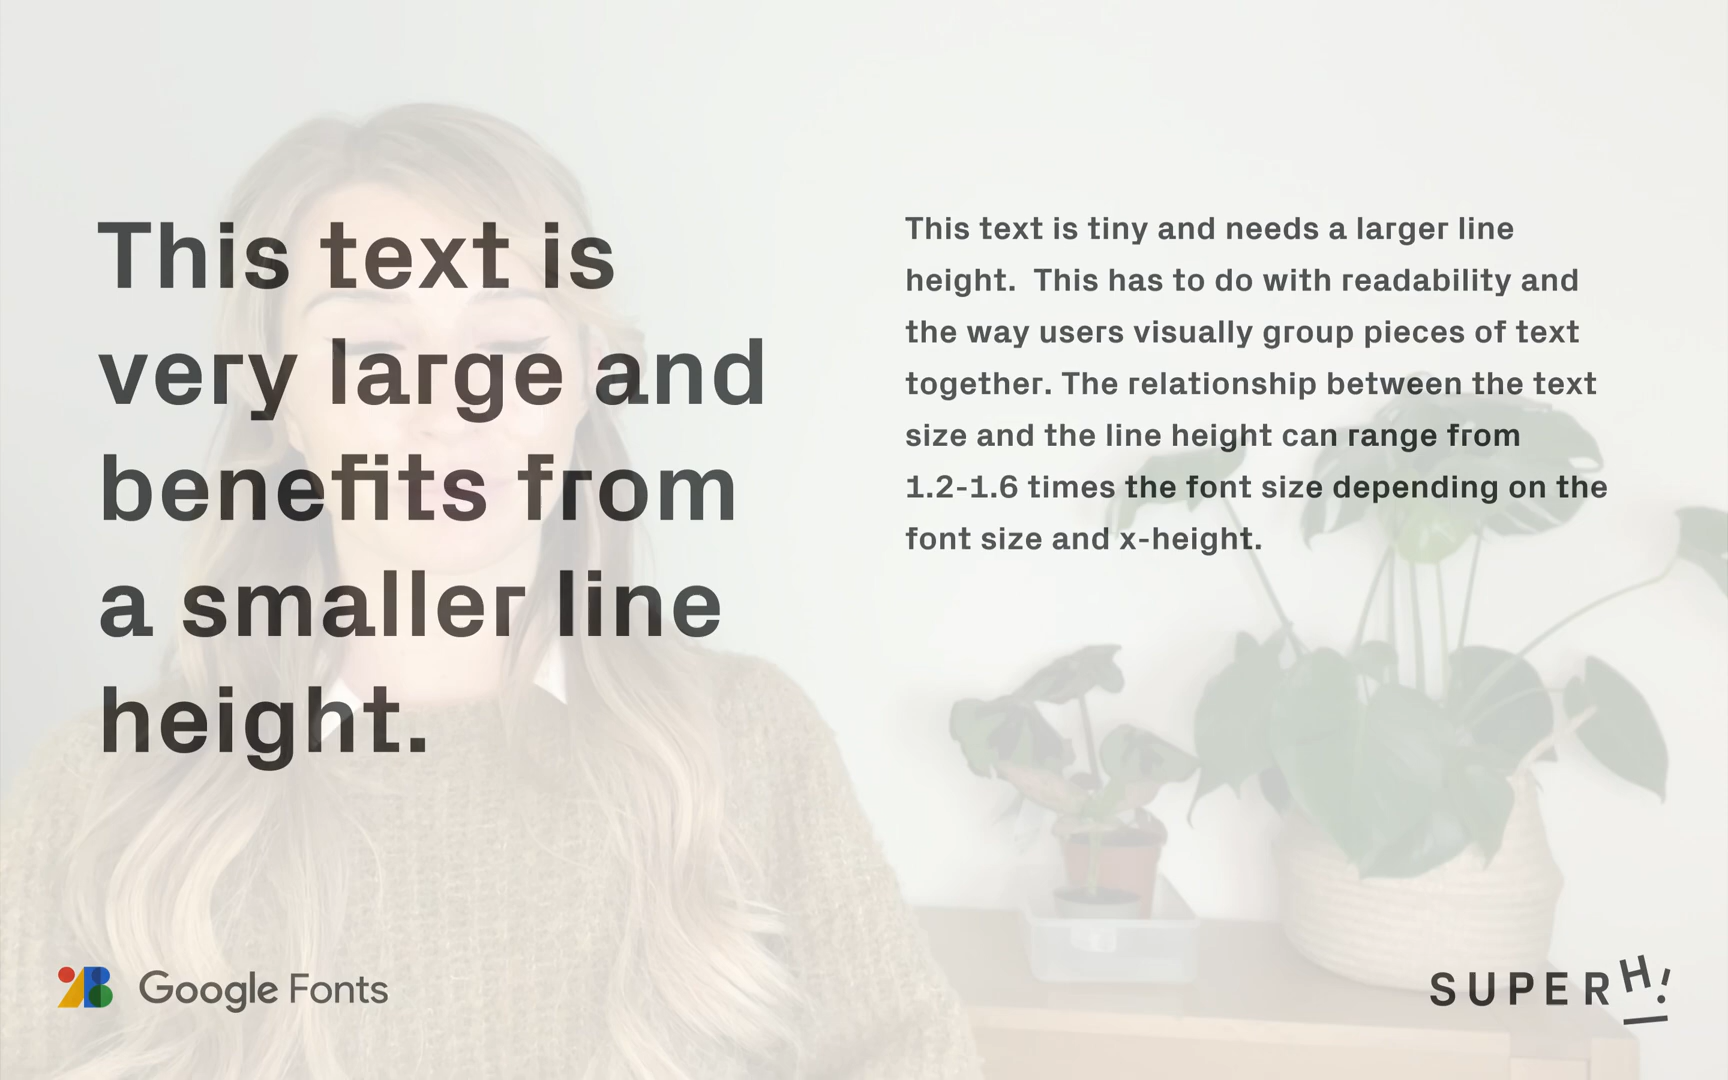 This text is
very large and
benefits from
a smaller line
height.
This text is tiny and needs a larger line
height.  This has to do with readability and
the way users visually group pieces of text
together. The relationship between the text
size and the line height can range from
1.2-1.6 times the font size depending on the
font size and x-height.
Google Fonts
SUPERH!